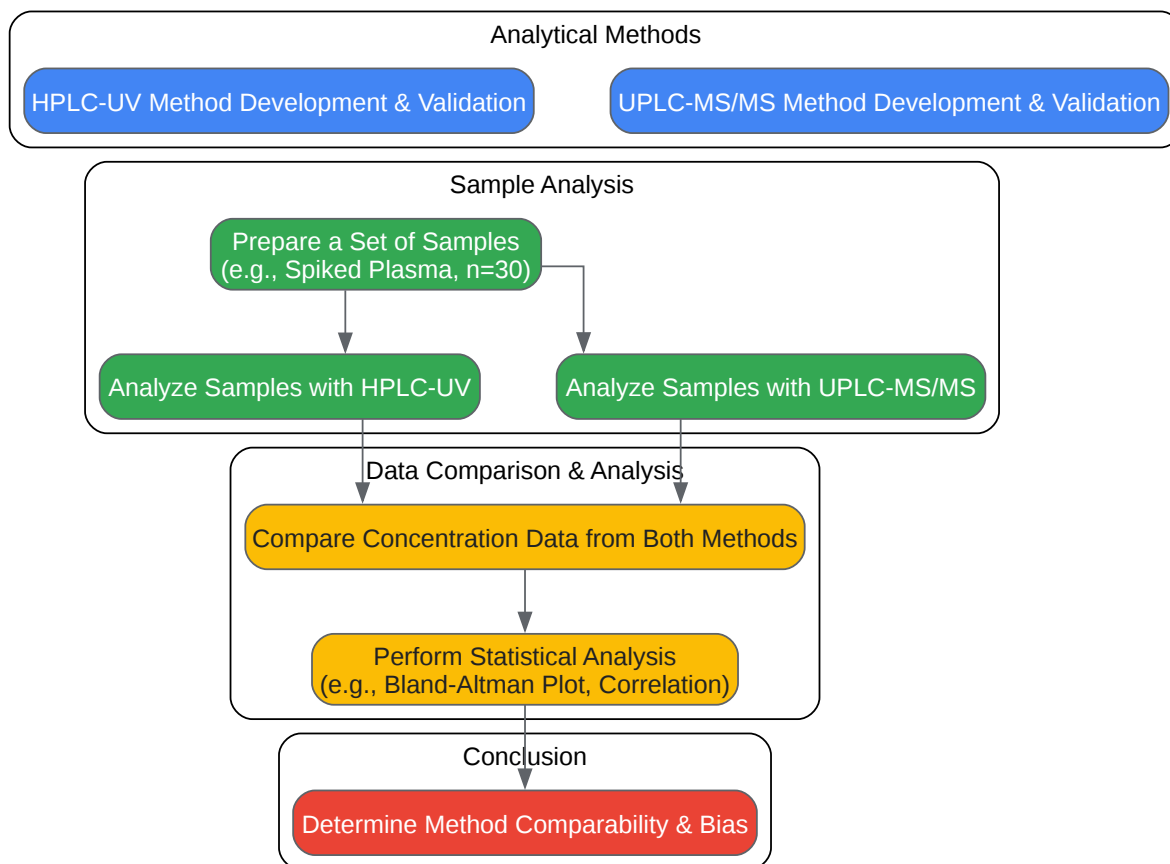 Analytical Methods
HPLC-UV Method Development & Validation
UPLC-MS/MS Method Development & Validation
Sample Analysis
Prepare a Set of Samples
(e.g., Spiked Plasma, n=30)
Analyze Samples with HPLC-UV
Analyze Samples with UPLC-MS/MS
Data Comparison & Analysis
Compare Concentration Data from Both Methods
Perform Statistical Analysis
(e.g., Bland-Altman Plot, Correlation)
Conclusion
Determine Method Comparability & Bias